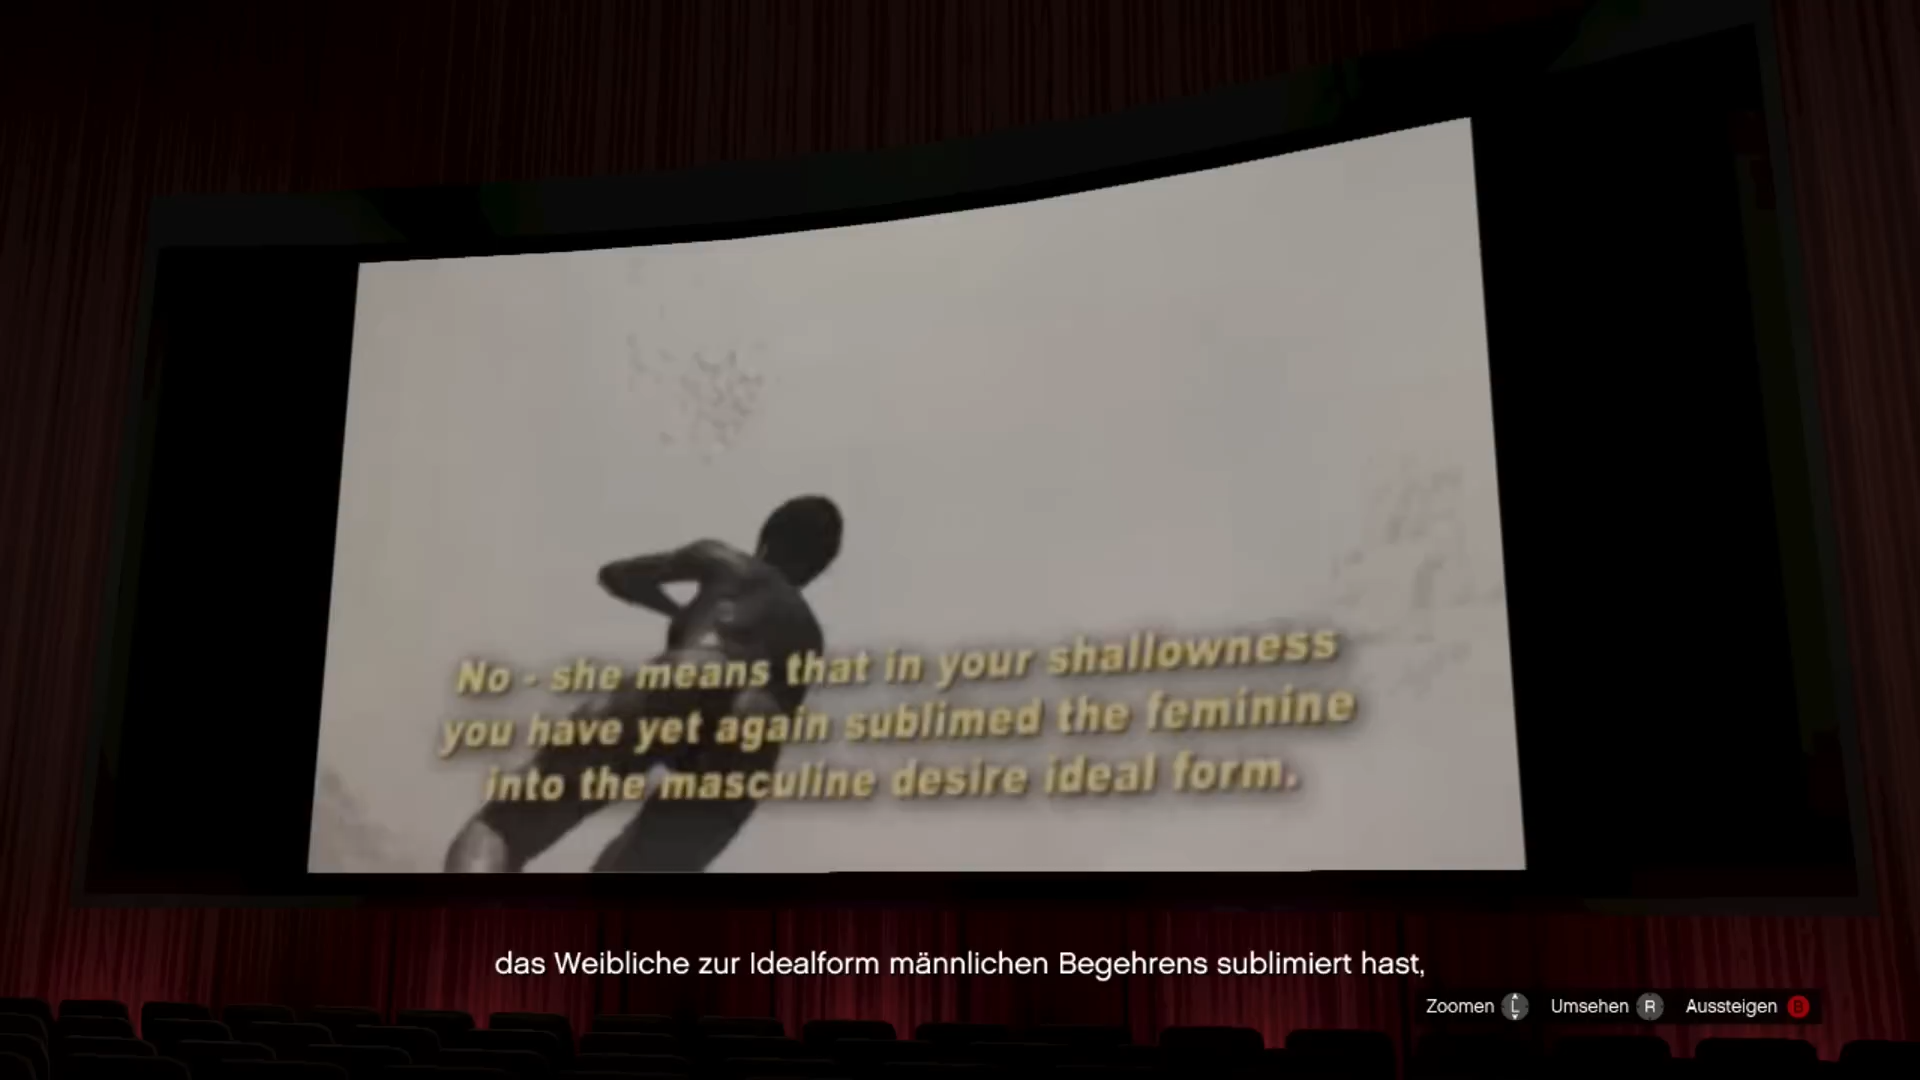 No - she means that in your shallowness
you have yet again sublimed the feminine
into the masculine desire ideal form.
das Weibliche zur Idealform männlichen Begehrens sublimiert hast,
Zoomen L Umsehen R Aussteigen B